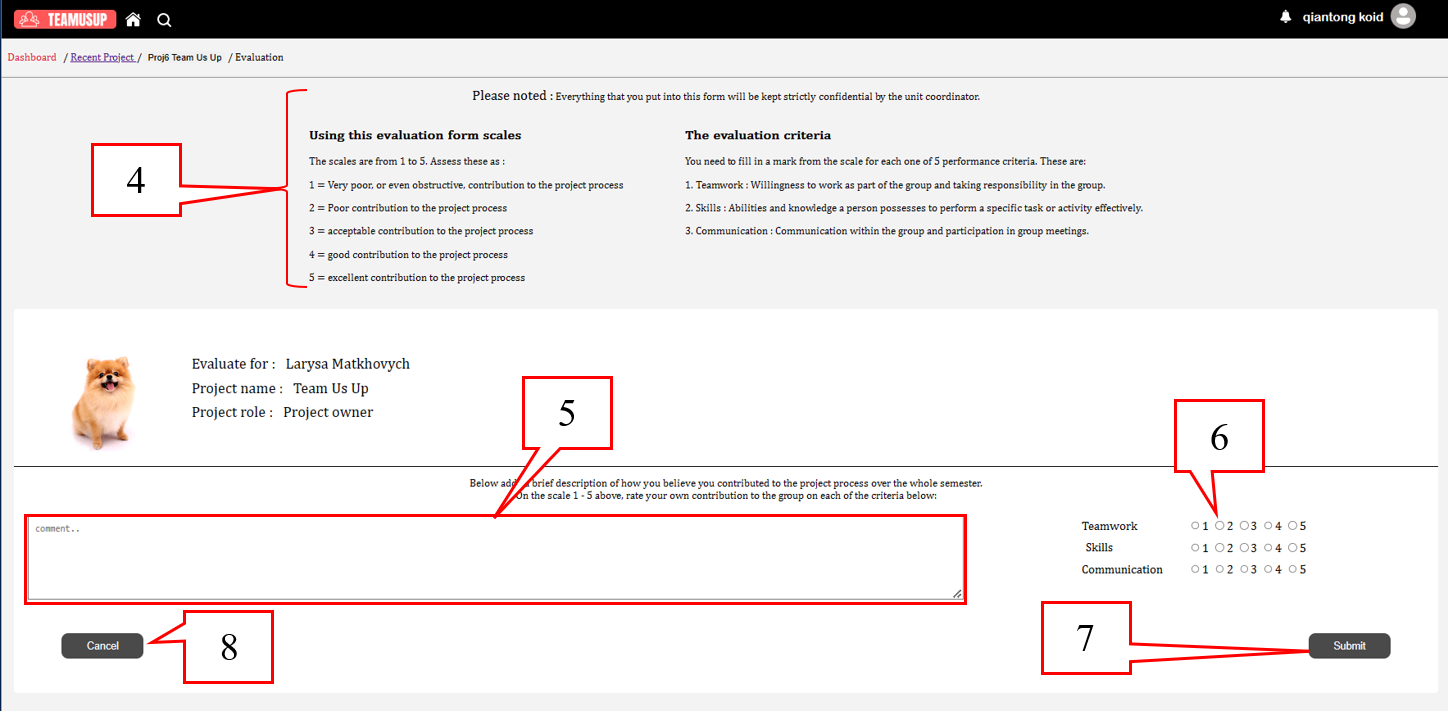 TEAMUSUP
qiantong koid
Dashboard / Recent Project / Proj6 Team Us Up / Evaluation
Please noted : Everything that you put into this form will be kept strictly confidential by the unit coordinator.
4
Using this evaluation form scales
The scales are from 1 to 5. Assess these as :
1 = Very poor, or even obstructive, contribution to the project process
2 = Poor contribution to the project process
3 = acceptable contribution to the project process
4 = good contribution to the project process
5 = excellent contribution to the project process
The evaluation criteria
You need to fill in a mark from the scale for each one of 5 performance criteria. These are:
1. Teamwork : Willingness to work as part of the group and taking responsibility in the group.
2. Skills : Abilities and knowledge a person possesses to perform a specific task or activity effectively.
3. Communication : Communication within the group and participation in group meetings.
Evaluate for : Larysa Matkhovych
Project name : Team Us Up
Project role : Project owner
5
6
Below add brief description of how you believe you contributed to the project process over the whole semester.
On the scale 1 - 5 above, rate your own contribution to the group on each of the criteria below:
comment..
Teamwork 1 2 3 4 5
Skills 1 2 3 4 5
Communication 1 2 3 4 5
Cancel
8
7
Submit